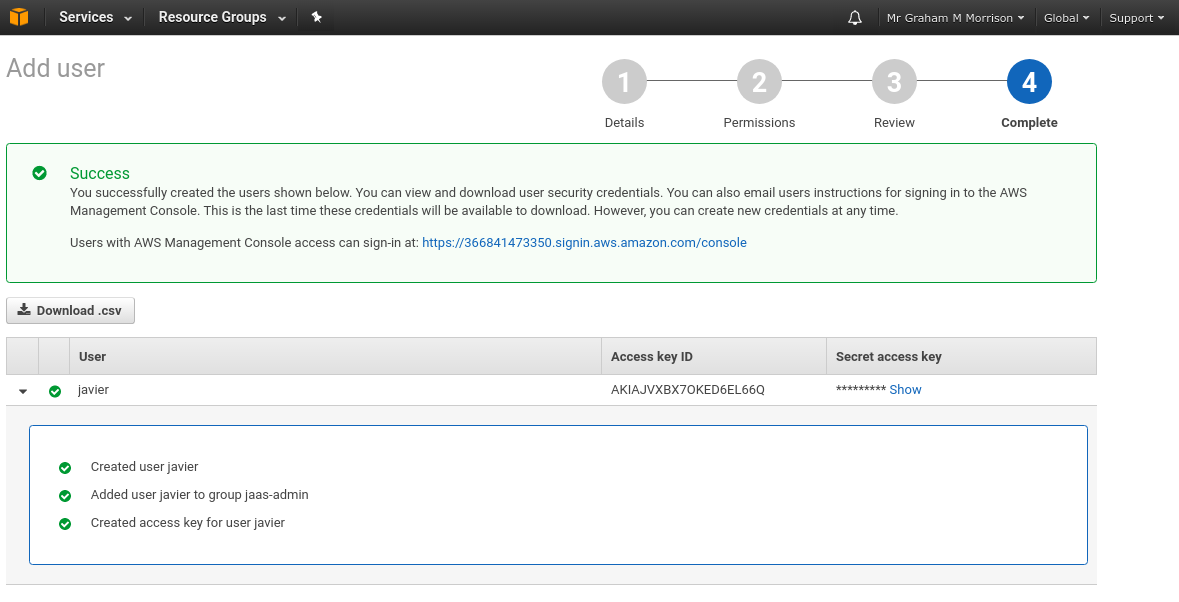 Services Resource Groups Mr Graham M Morrison Global Support
Add user
1 2 3 4
Details Permissions Review Complete
Success
You successfully created the users shown below. You can view and download user security credentials. You can also email users instructions for signing in to the AWS
Management Console. This is the last time these credentials will be available to download. However, you can create new credentials at any time.
Users with AWS Management Console access can sign-in at: https://366841473350.signin.aws.amazon.com/console
Download .csv
User Access key ID Secret access key
javier AKIAJVXBX7OKED6EL66Q ********* Show
Created user javier
Added user javier to group jaas-admin
Created access key for user javier